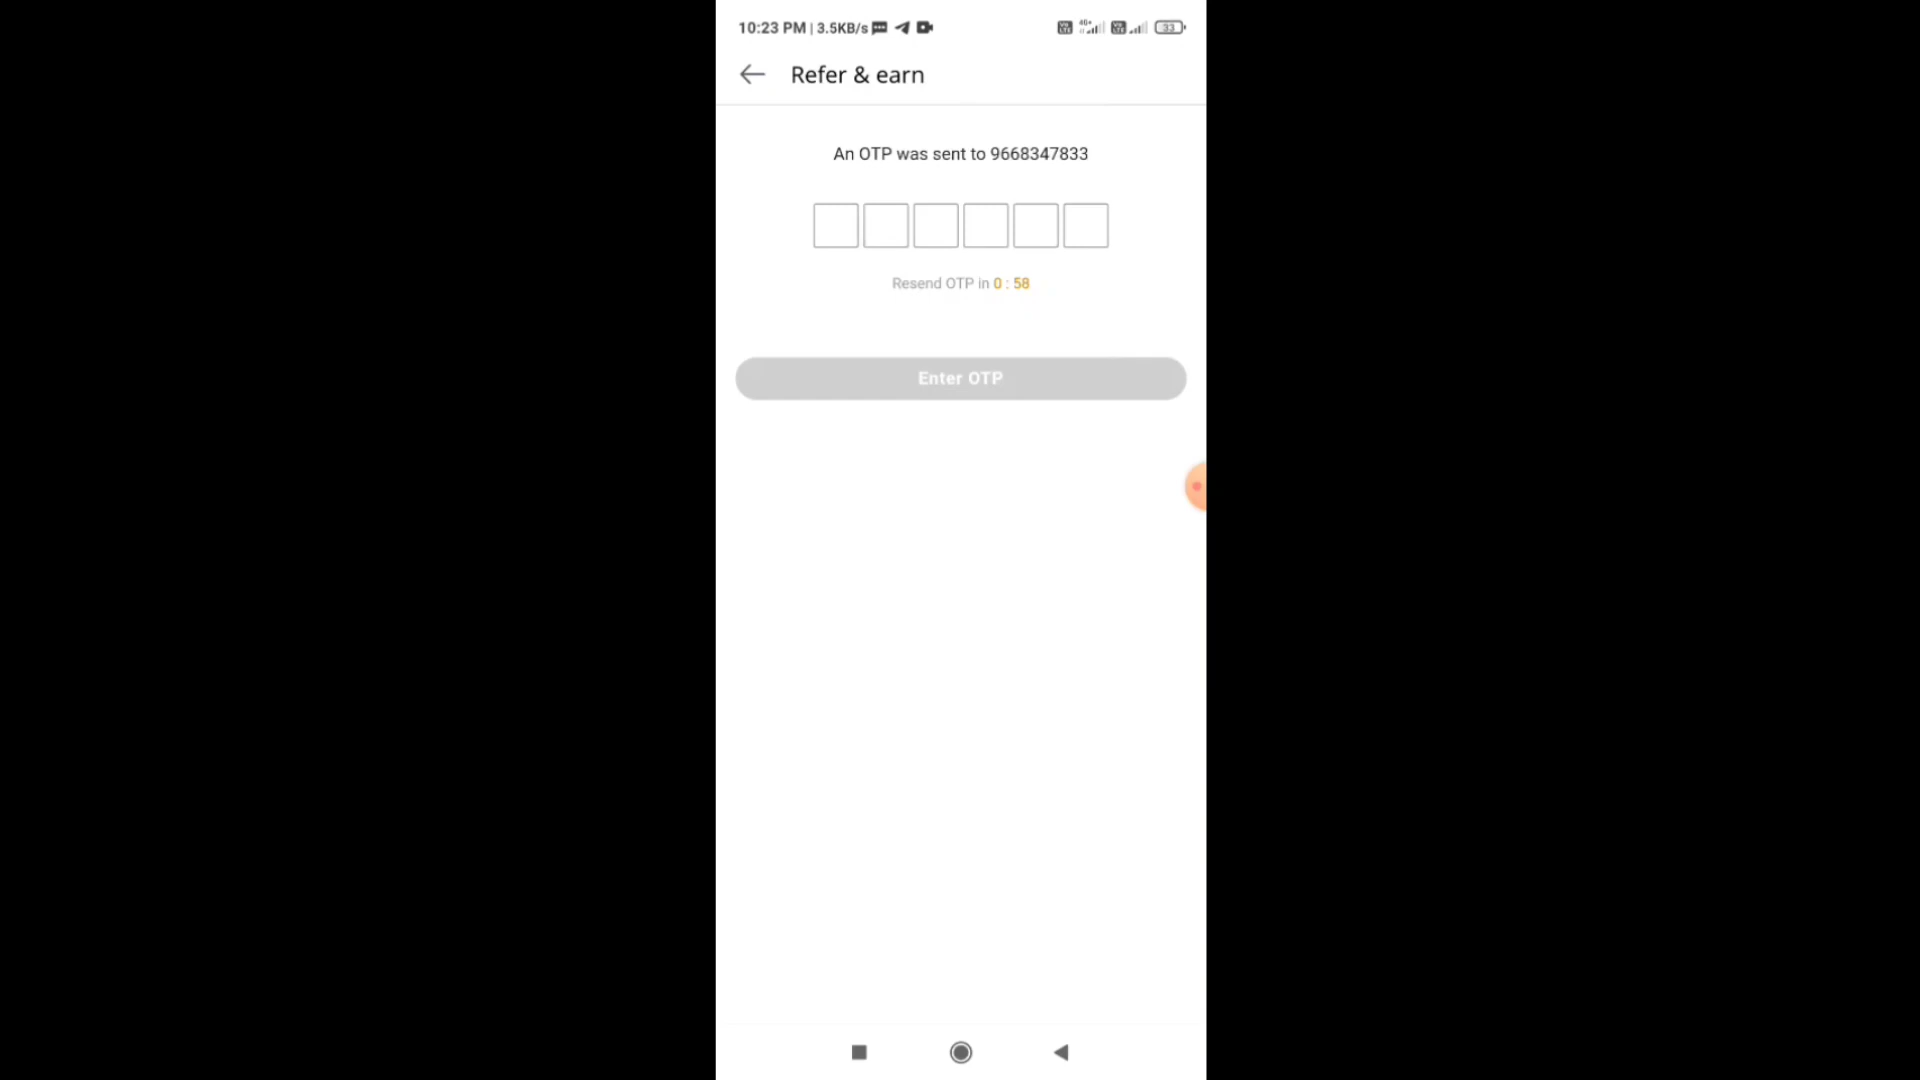 10:23 PM | 3.5KB/s 33
Refer & earn
An OTP was sent to 9668347833
Resend OTP in 0 : 58
Enter OTP